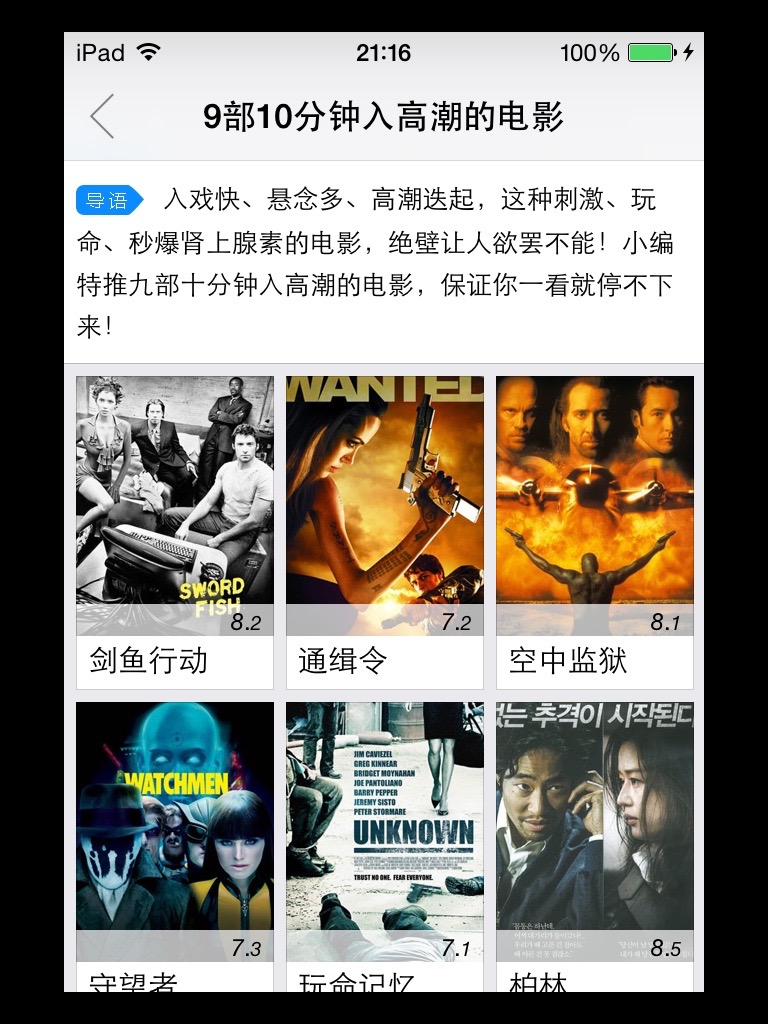 iPad 21:16 100%
9部10分钟入高潮的电影
导语 入戏快、悬念多、高潮迭起，这种刺激、玩
命、秒爆肾上腺素的电影，绝壁让人欲罢不能！小编
特推九部十分钟入高潮的电影，保证你一看就停不下
来！
SWORD
FISH
8.2
剑鱼行动
WANTED
7.2
通缉令
8.1
空中监狱
WATCHMEN
7.3
守望者
JIM CAVIEZEL
GREG KINNEAR
BRIDGET MOYNAHAN
JOE PANTOLIANO
BARRY PEPPER
JEREMY SISTO
PETER STORMARE
UNKNOWN
TRUST NO ONE. FEAR EVERYONE.
7.1
玩命记忆
없는 추격이 시작된다
8.5
柏林